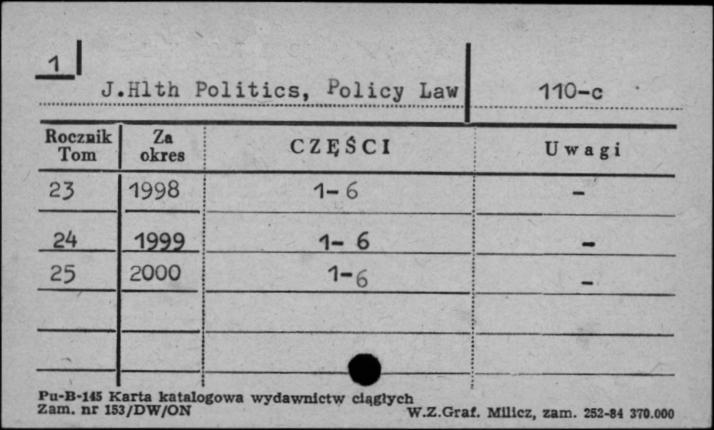 1
J.Hlth Politics, Policy Law 110-c
Rocznik Tom Za okres CZĘŚCI Uwagi
23 1998 1-6 -
24 1999 1-6 -
25 2000 1-6 -
Pu-B-145 Karta katalogowa wydawnictw ciągłych
Zam. nr 153/DW/ON W.Z.Graf. Milicz, zam. 252-84 370.000